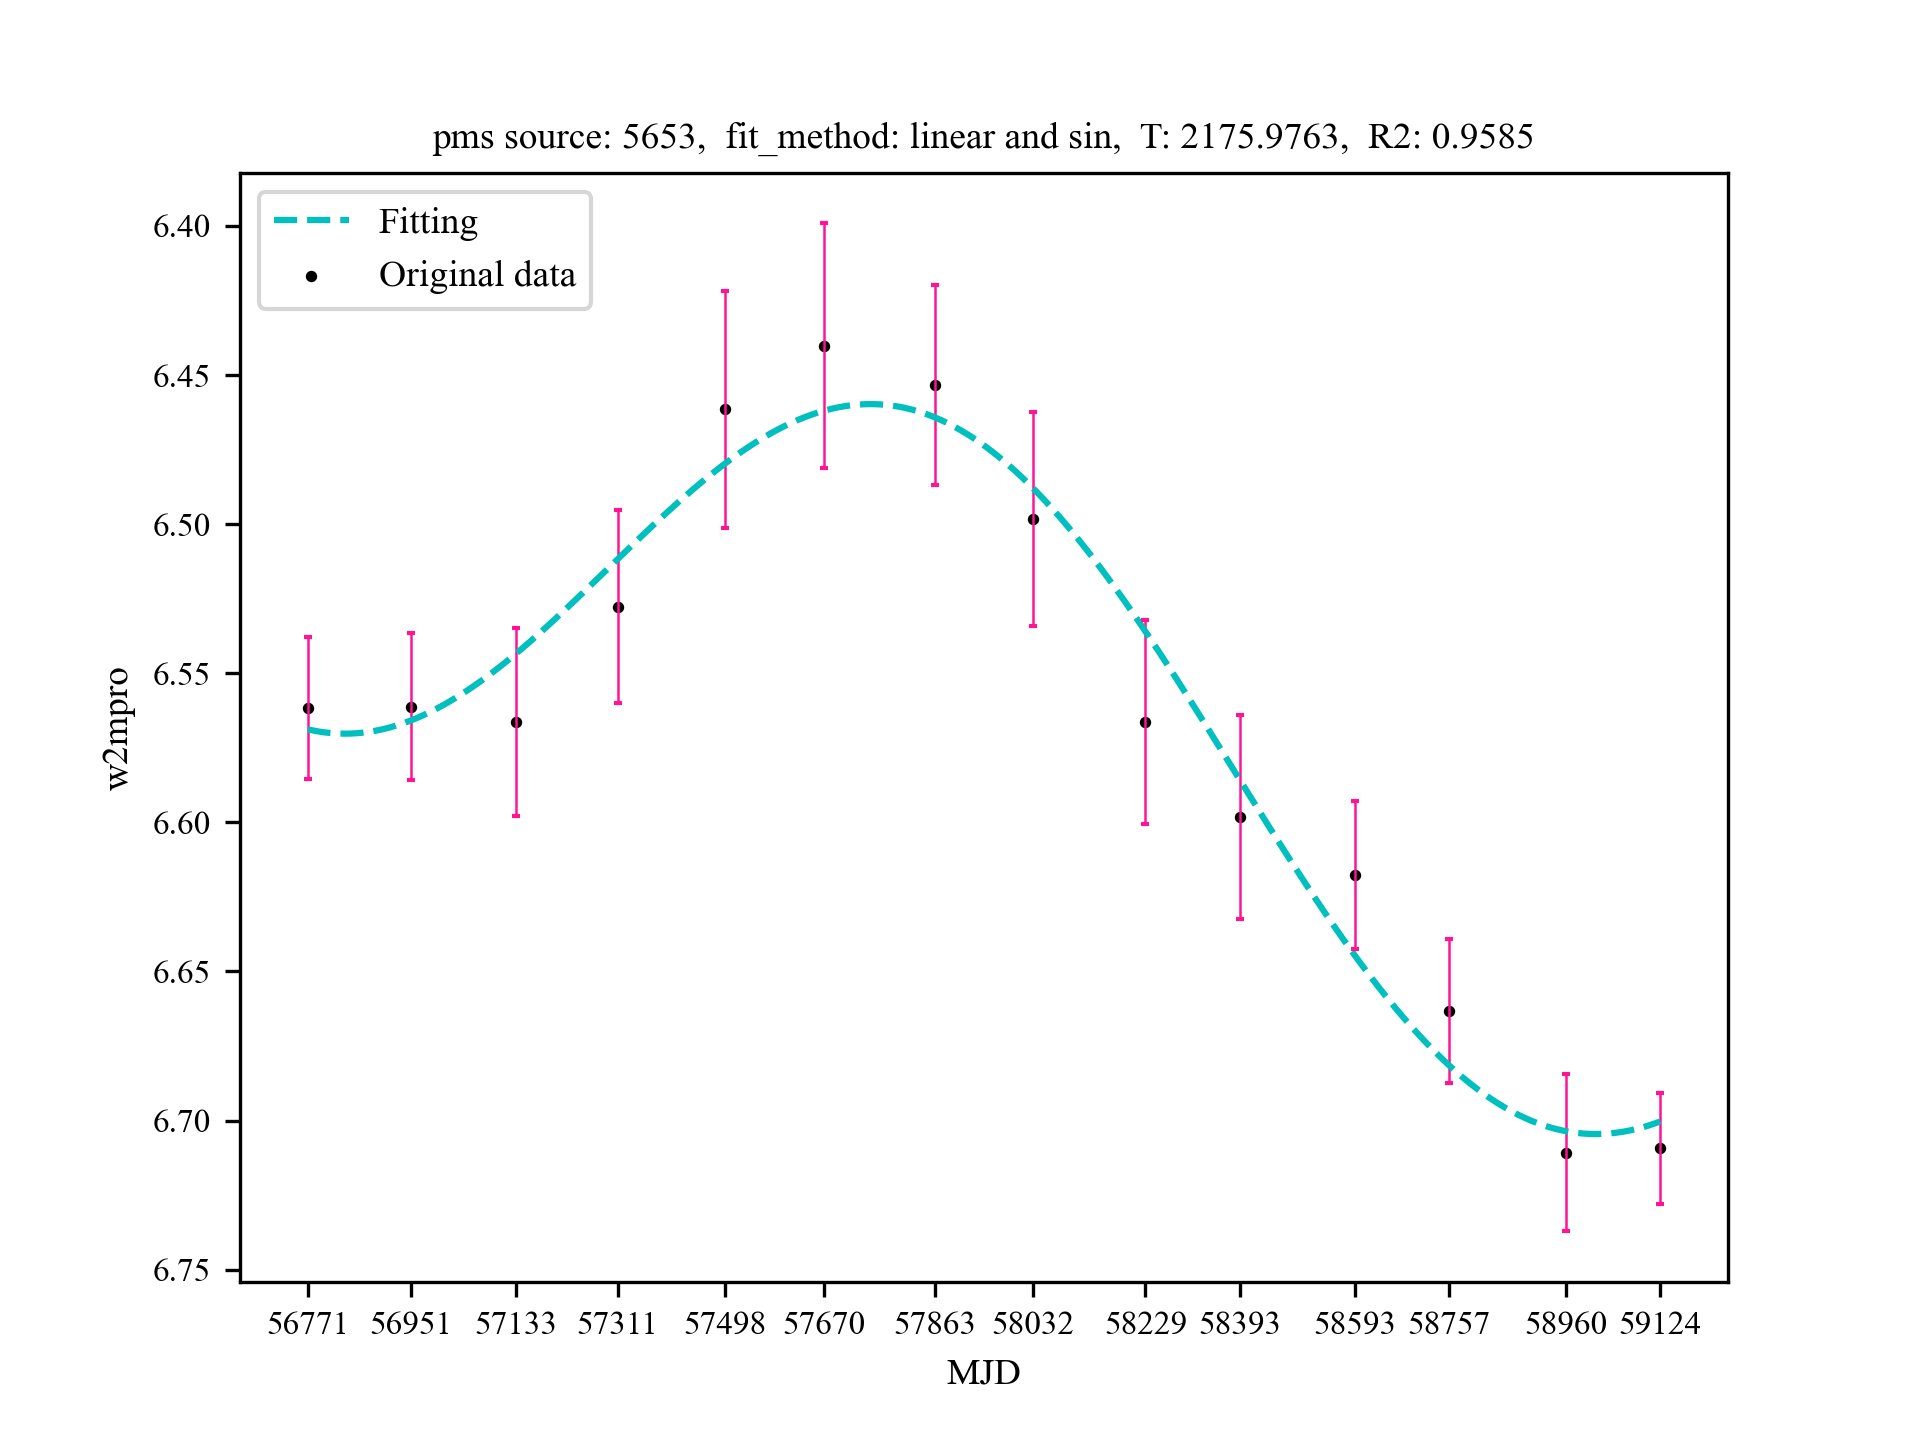 pms source: 5653,  fit_method: linear and sin,  T: 2175.9763,  R2: 0.9585
Fitting
Original data
6.40
6.45
6.50
6.55
6.60
6.65
6.70
6.75
w2mpro
56771 56951 57133 57311 57498 57670 57863 58032 58229 58393 58593 58757 58960 59124
MJD